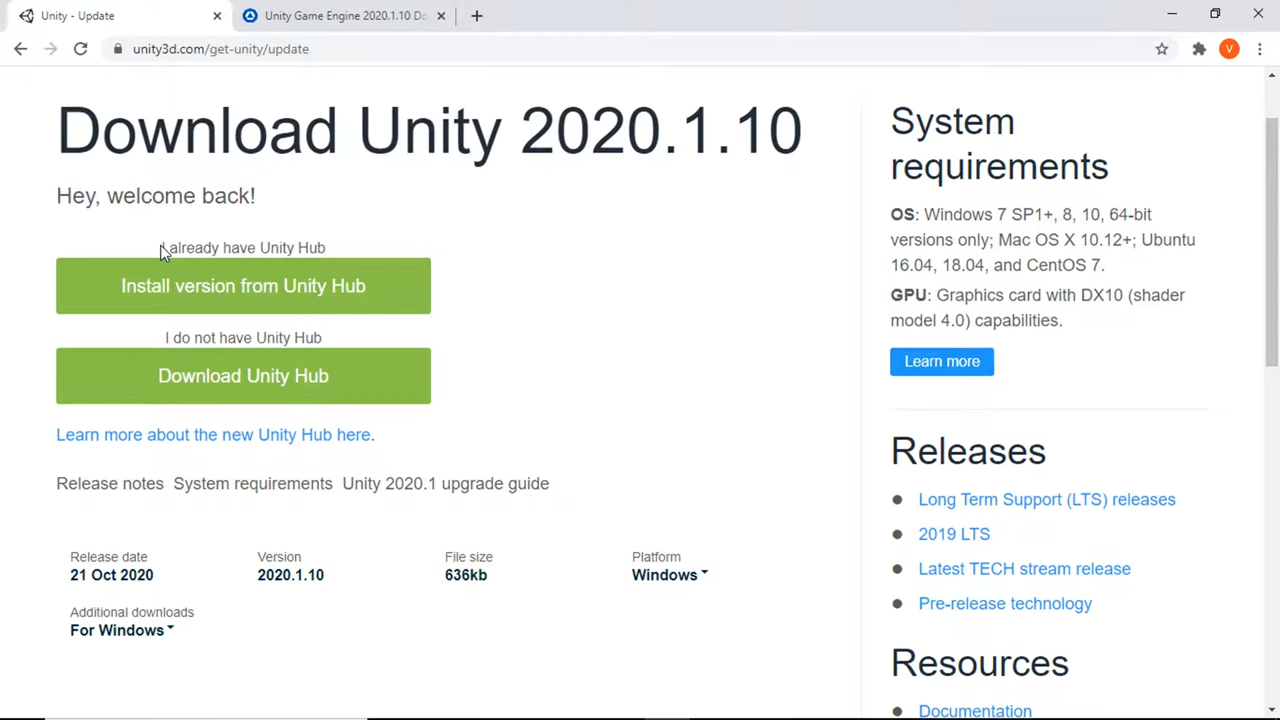 Unity - Update
Unity Game Engine 2020.1.10 Do
unity3d.com/get-unity/update
V
Download Unity 2020.1.10
Hey, welcome back!
I already have Unity Hub
Install version from Unity Hub
I do not have Unity Hub
Download Unity Hub
Learn more about the new Unity Hub here.
Release notes System requirements Unity 2020.1 upgrade guide
Release date
21 Oct 2020
Version
2020.1.10
File size
636kb
Platform
Windows
Additional downloads
For Windows
System
requirements
OS: Windows 7 SP1+, 8, 10, 64-bit
versions only; Mac OS X 10.12+; Ubuntu
16.04, 18.04, and CentOS 7.
GPU: Graphics card with DX10 (shader
model 4.0) capabilities.
Learn more
Releases
Long Term Support (LTS) releases
2019 LTS
Latest TECH stream release
Pre-release technology
Resources
Documentation